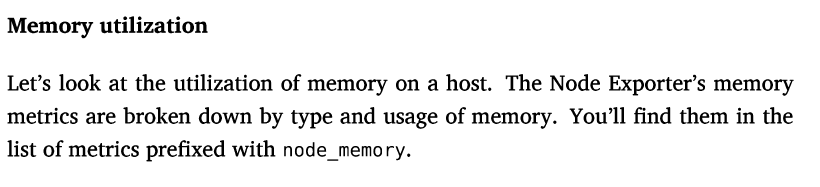 Memory utilization
Let’s look at the utilization of memory on a host. The Node Exporter’s memory
metrics are broken down by type and usage of memory. You’ll find them in the
list of metrics prefixed with node_memory.